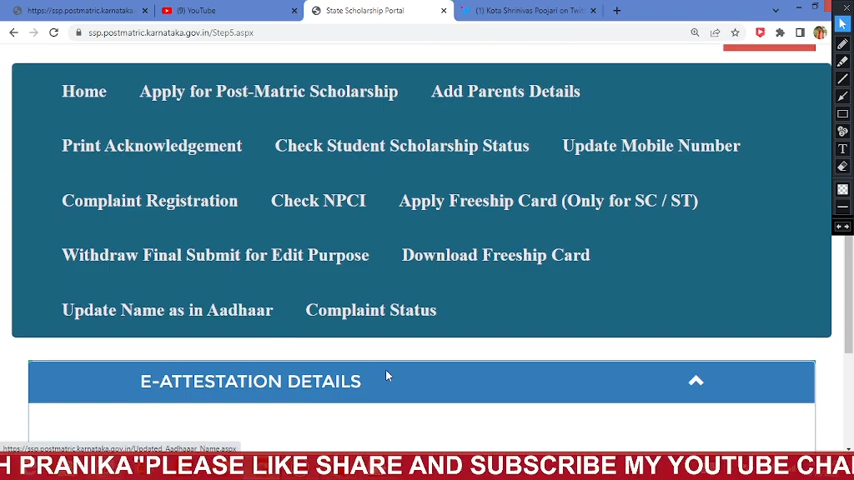 https://ssp.postmatric.karnataka.
(9) YouTube
State Scholarship Portal
(1) Kota Shrinivas Poojari on Twit
ssp.postmatric.karnataka.gov.in/Step5.aspx
Home Apply for Post-Matric Scholarship Add Parents Details
Print Acknowledgement Check Student Scholarship Status Update Mobile Number
Complaint Registration Check NPCI Apply Freeship Card (Only for SC / ST)
Withdraw Final Submit for Edit Purpose Download Freeship Card
Update Name as in Aadhaar Complaint Status
E-ATTESTATION DETAILS
https://ssp.postmatric.karnataka.gov.in/Updated_Aadhaaar_Name.aspx
H PRANIKA"PLEASE LIKE SHARE AND SUBSCRIBE MY YOUTUBE CHA